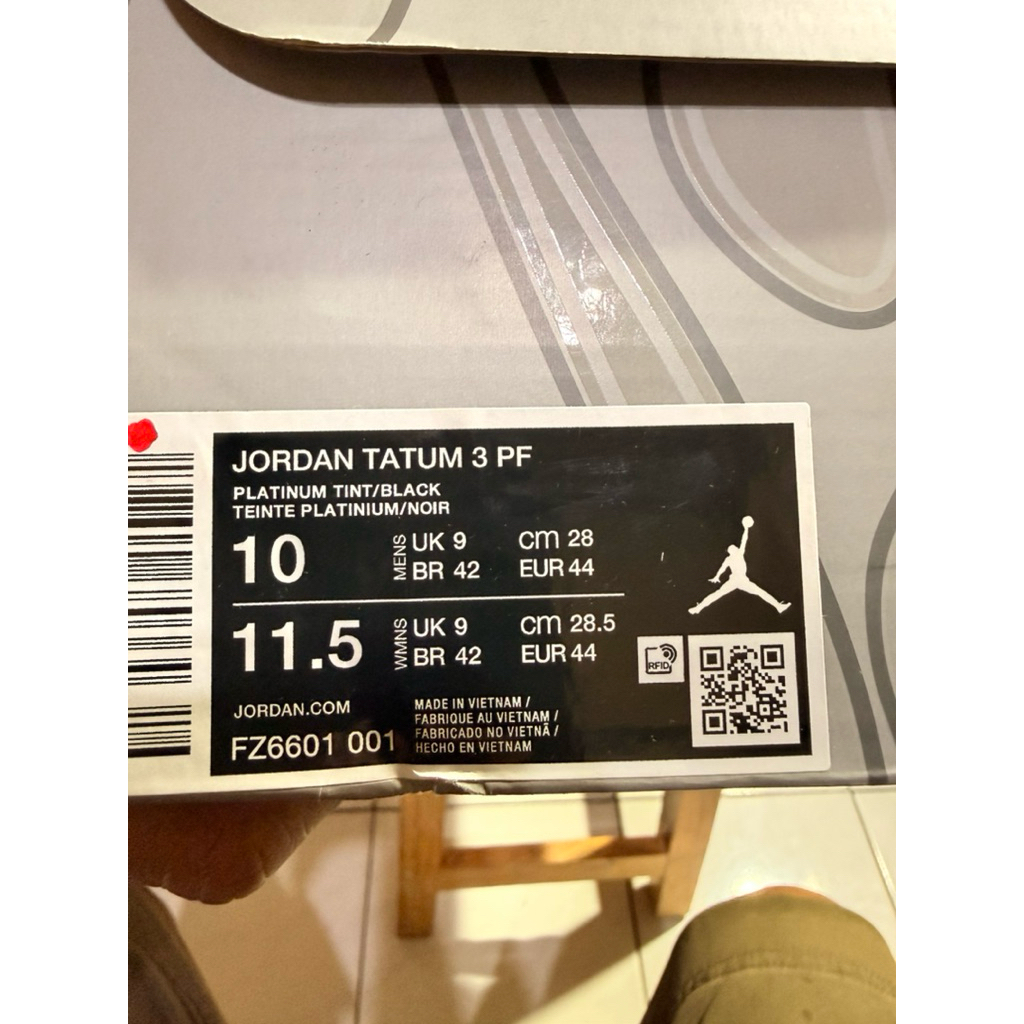 JORDAN TATUM 3 PF
PLATINUM TINT/BLACK
TEINTE PLATINIUM/NOIR
10 MENS UK 9 cm 28
BR 42 EUR 44
11.5 WMNS UK 9 cm 28.5
BR 42 EUR 44
RFID
JORDAN.COM
FZ6601 001
MADE IN VIETNAM /
FABRIQUE AU VIETNAM /
FABRICADO NO VIETNÃ /
HECHO EN VIETNAM